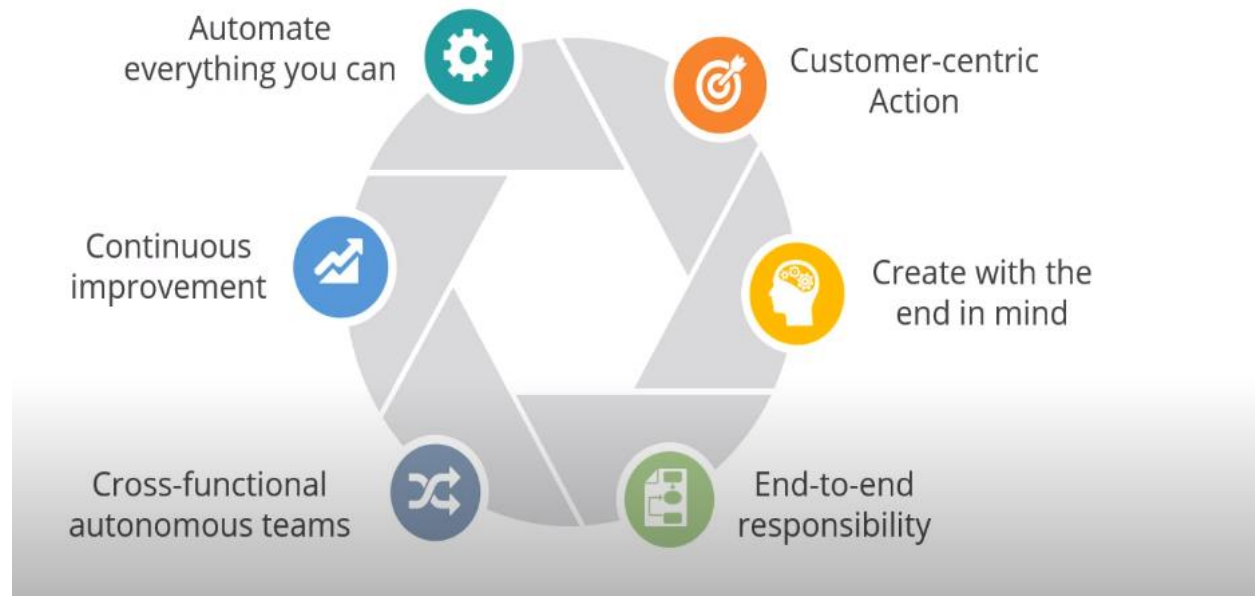 Automate
everything you can
Customer-centric
Action
Continuous
improvement
Create with the
end in mind
Cross-functional
autonomous teams
End-to-end
responsibility